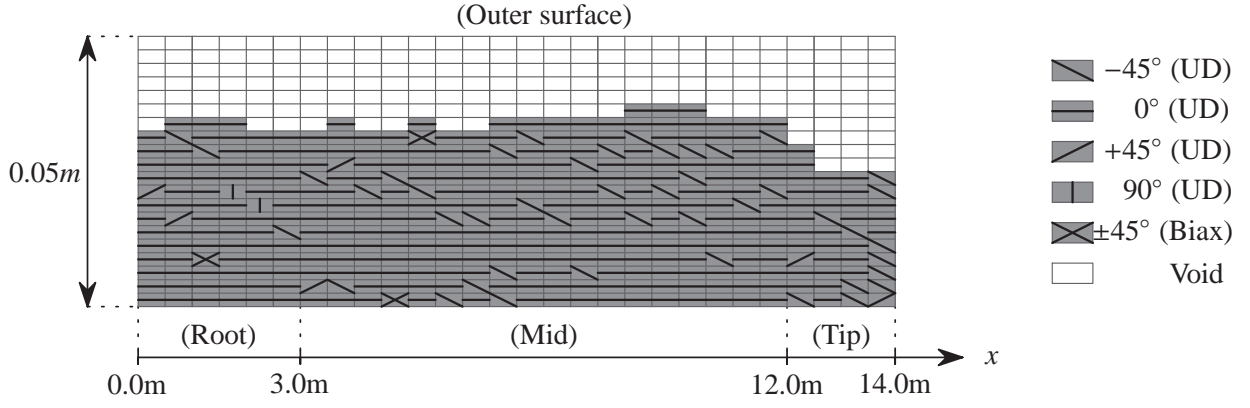 (Outer surface)
−45° (UD)
0° (UD)
+45° (UD)
90° (UD)
±45° (Biax)
Void
0.05m
(Root) (Mid) (Tip)
x
0.0m 3.0m 12.0m 14.0m